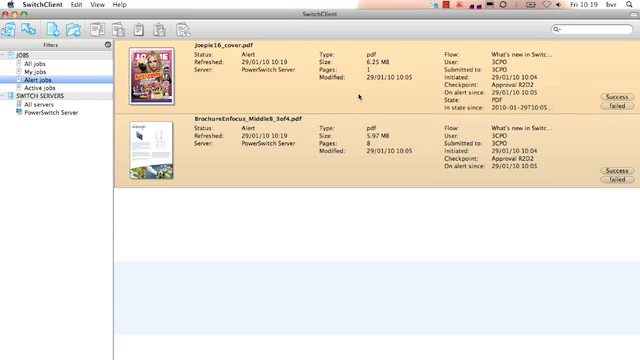 SwitchClient Edit View Help Fri 10:19 bvr
SwitchClient
Filters
JOBS
All jobs
My jobs
Alert jobs
Active jobs
SWITCH SERVERS
All servers
PowerSwitch Server
Joepie16_cover.pdf
Status: Alert Type: pdf Flow: What's new in Switc...
Refreshed: 29/01/10 10:19 Size: 6.25 MB User: 3CPO
Server: PowerSwitch Server Pages: 1 Submitted to: 3CPO
Modified: 29/01/10 10:05 Initiated: 29/01/10 10:04
Checkpoint: Approval R2D2
On alert since: 29/01/10 10:05
State: PDF
In state since: 2010-01-29T10:05...
Success
failed
BrochureEnfocus_Middle8_3of4.pdf
Status: Alert Type: pdf Flow: What's new in Switc...
Refreshed: 29/01/10 10:19 Size: 5.97 MB User: 3CPO
Server: PowerSwitch Server Pages: 8 Submitted to: 3CPO
Modified: 29/01/10 10:05 Initiated: 29/01/10 10:05
Checkpoint: Approval R2D2
On alert since: 29/01/10 10:05
Success
failed